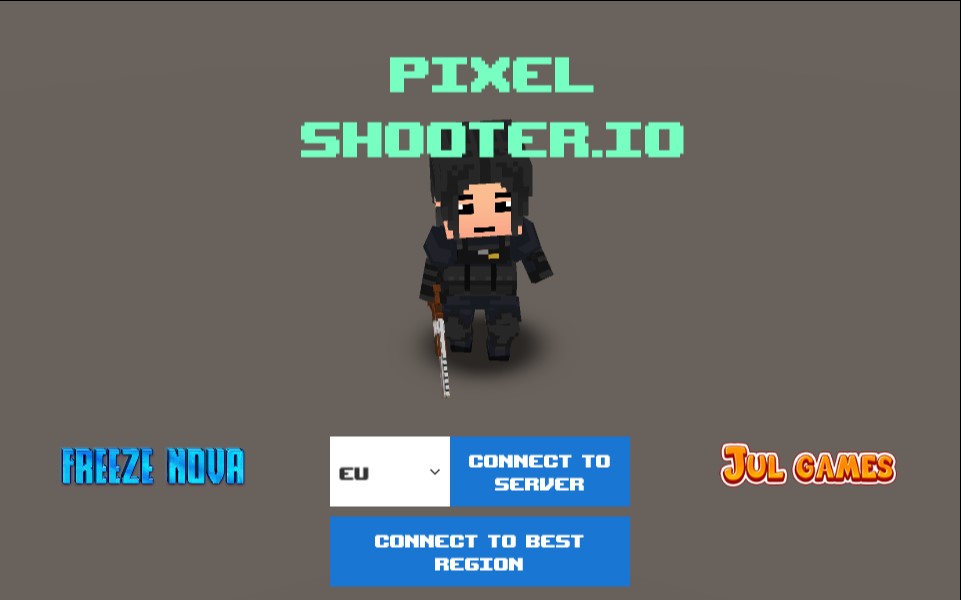 PIXEL
SHOOTER.IO
FREEZE NOVA
EU
CONNECT TO
SERVER
JUL GAMES
CONNECT TO BEST
REGION